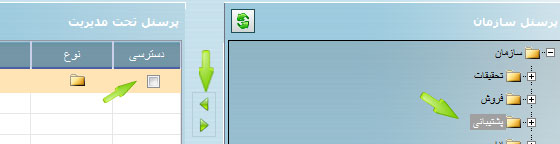 پرسنل سازمان
سازمان
تحقیقات
فروش
پشتیبانی
پرسنل تحت مدیریت
دسترسی
نوع